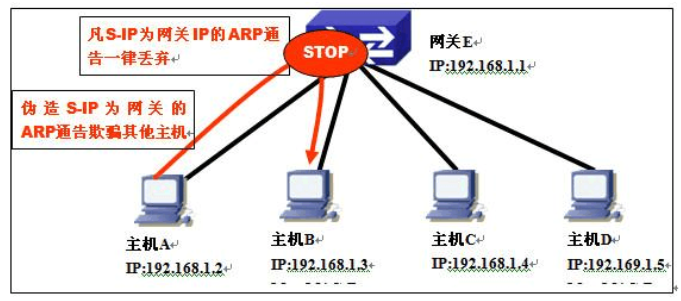 凡S-IP为网关IP的ARP通
告一律丢弃
STOP
网关E
IP:192.168.1.1
伪造S-IP为网关的
ARP通告欺骗其他主机
主机A
IP:192.168.1.2
主机B
IP:192.168.1.3
主机C
IP:192.168.1.4
主机D
IP:192.169.1.5